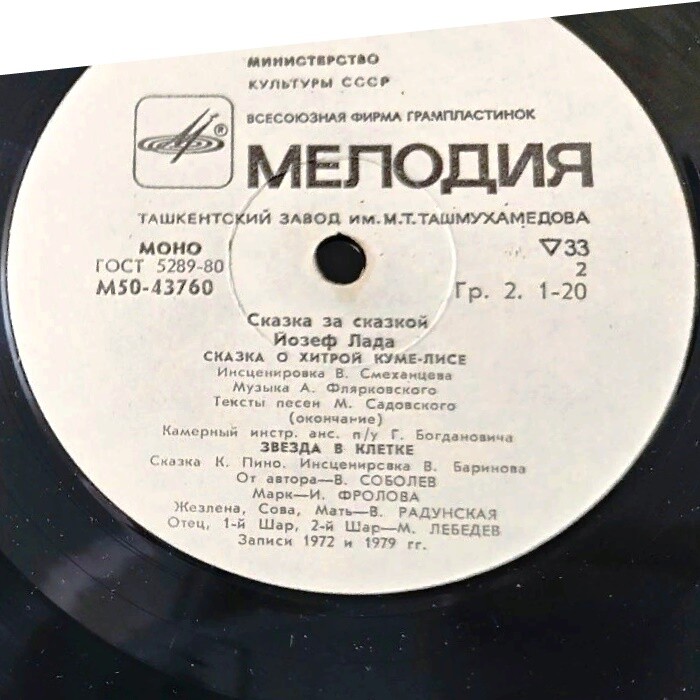 МИНИСТЕРСТВО
КУЛЬТУРЫ СССР
ВСЕСОЮЗНАЯ ФИРМА ГРАМПЛАСТИНОК
®
МЕЛОДИЯ
ТАШКЕНТСКИЙ ЗАВОД ИМ. М.Т. ТАШМУХАМЕДОВА
МОНО
ГОСТ 5289-80
М50-43760
▽33
2
Гр. 2. 1-20
Сказка за сказкой
Йозеф Лада
СКАЗКА О ХИТРОЙ КУМЕ-ЛИСЕ
Инсценировка В. Смеханцева
Музыка А. Флярковского
Тексты песен М. Садовского
(окончание)
Камерный инстр. анс. п/у Г. Богдановича
ЗВЕЗДА В КЛЕТКЕ
Сказка К. Пино. Инсценировка В. Баринова
От автора—В. СОБОЛЕВ
Марк—И. ФРОЛОВА
Жезлена, Сова, Мать—В. РАДУНСКАЯ
Отец, 1-й Шар, 2-й Шар—М. ЛЕБЕДЕВ
Записи 1972 и 1979 гг.